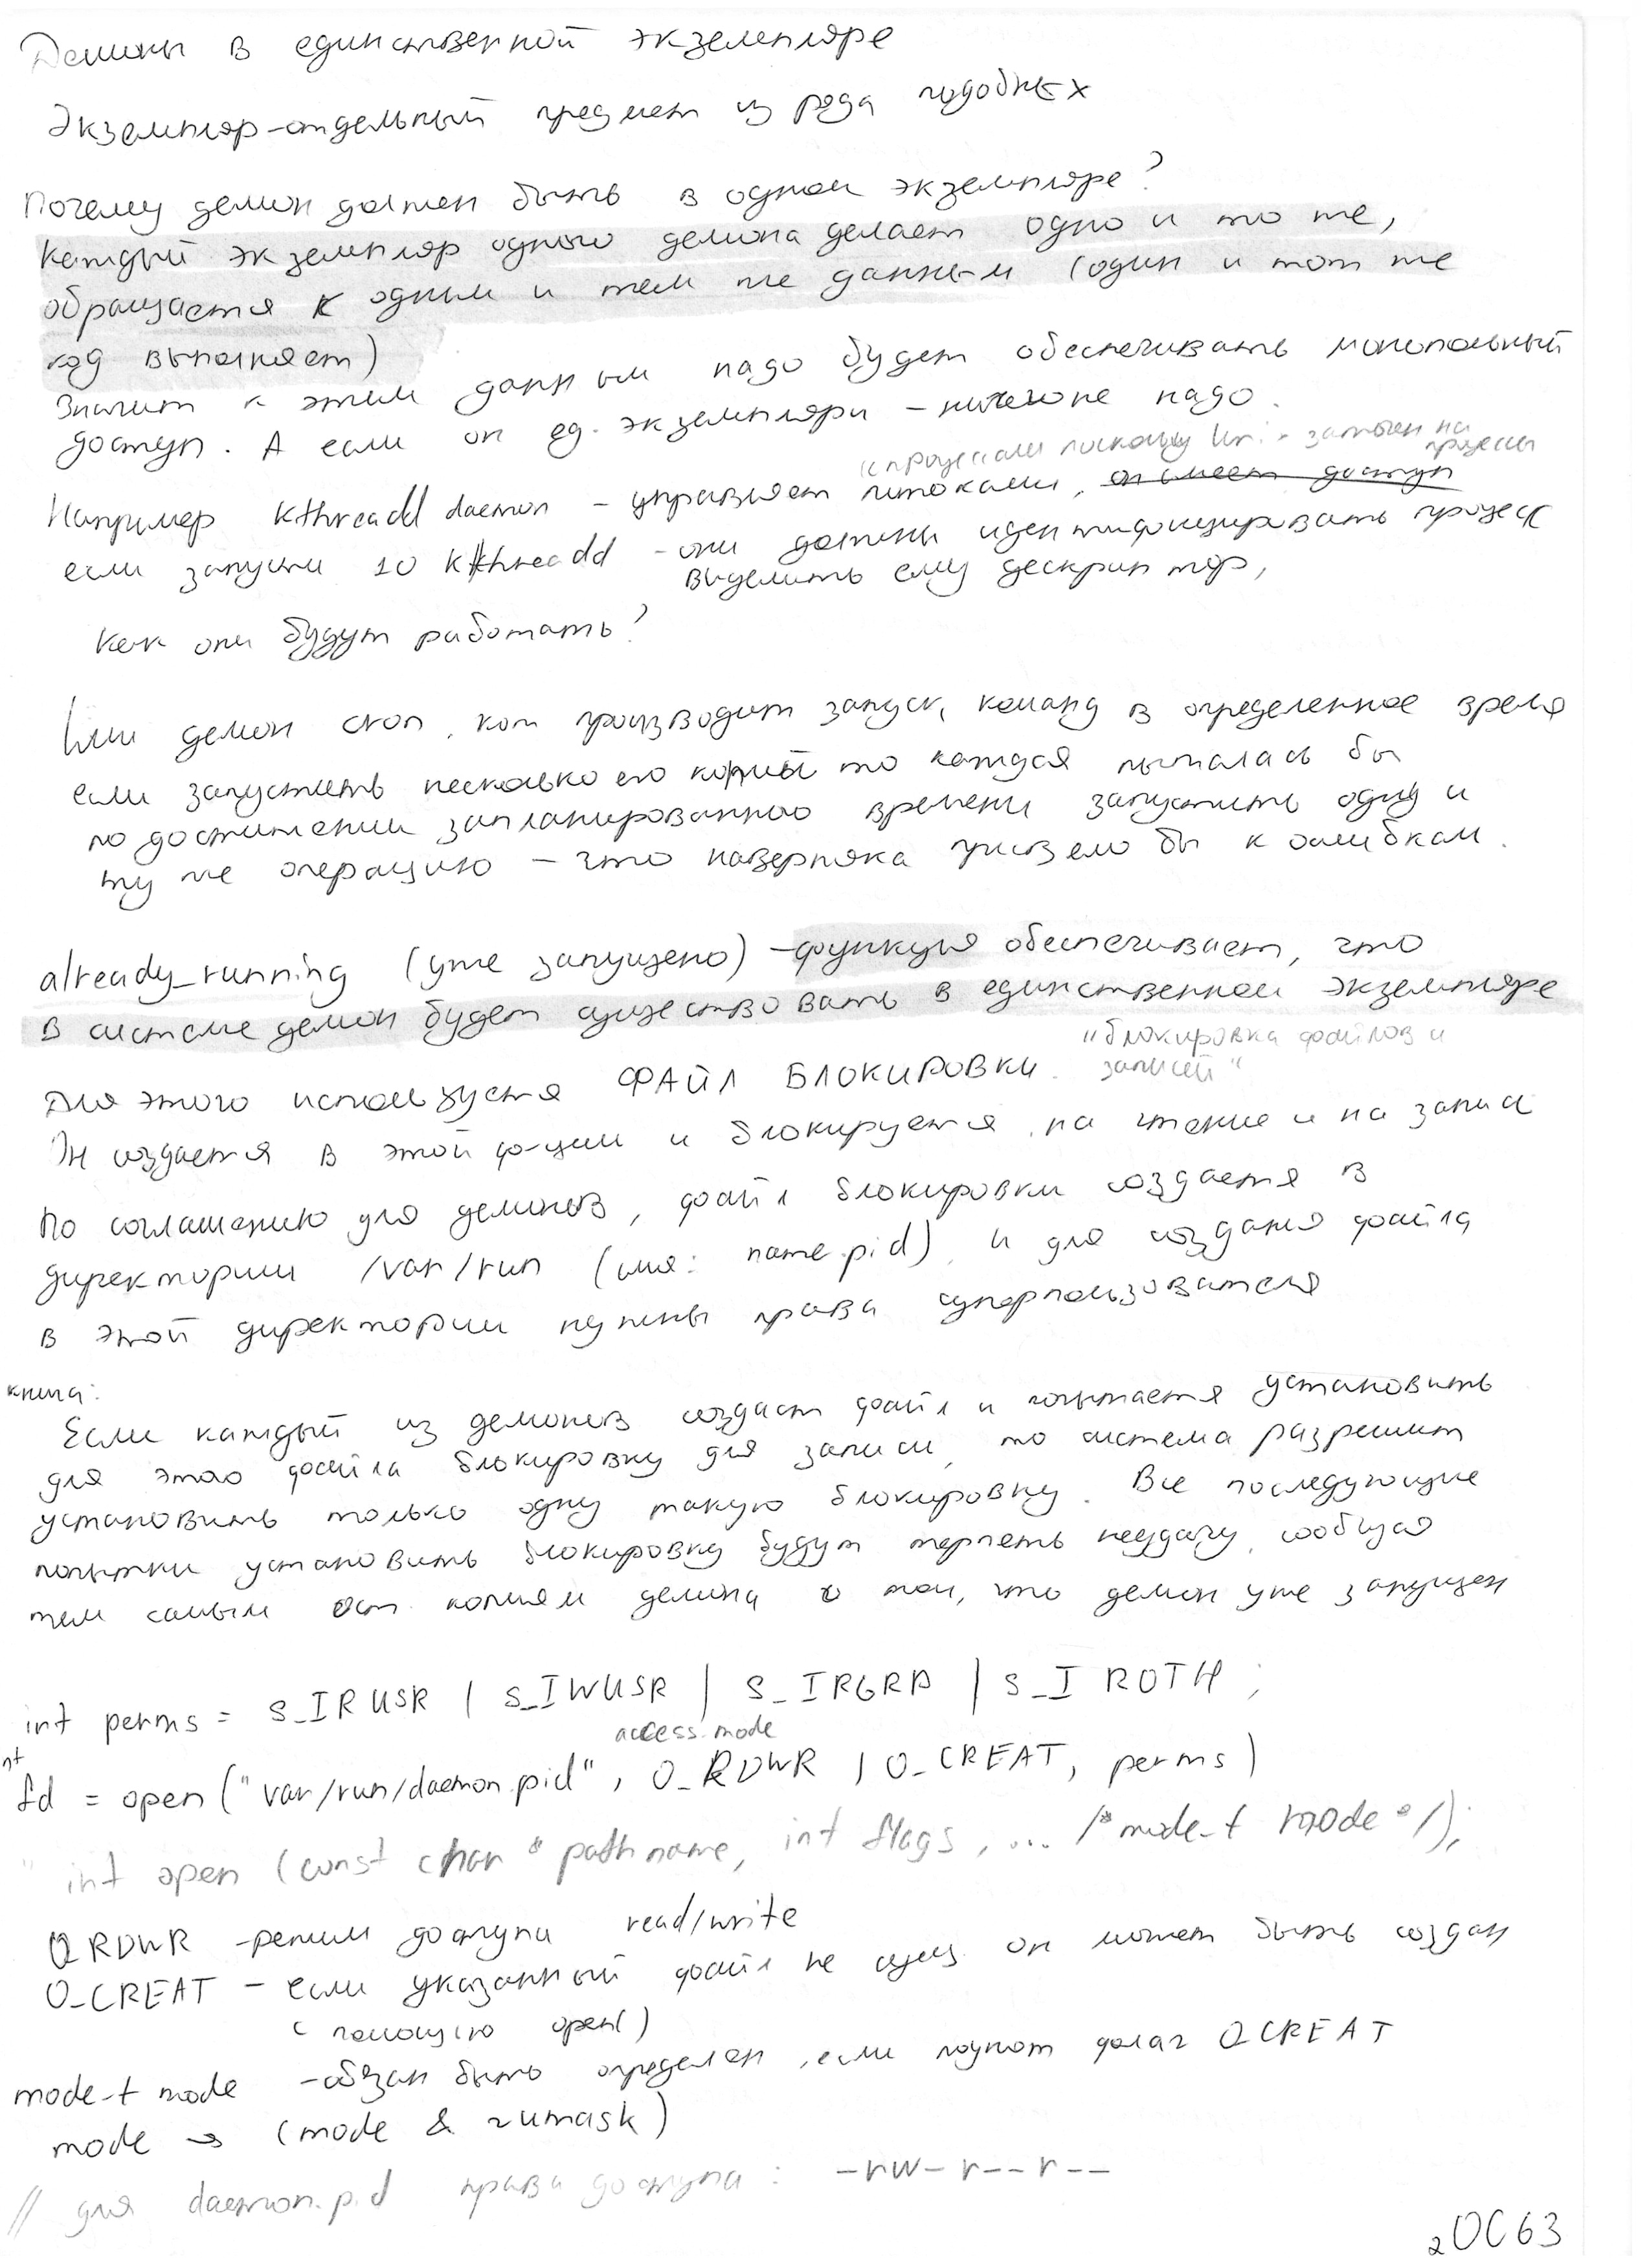 Демоны в единственной экземпляре
Экземпляр-отдельный предмет из ряда подобных
Почему демон должен быть в одном экземпляре?
Каждый экземпляр одного демона делает одно и то же,
обращается к одним и тем же данным (один и тот же
код выполняет)
Значит к этим данным надо будет обеспечивать монопольный
доступ. А если он ед. экземпляри - ничего не надо.
и процессами поскольку Uni затычен на процессы
Например kthreadd daemon - управляет потоками, он имеет доступ
если запусти 10 kthreadd - они должны идентифицировать процесс
выделить ему дескриптор,
Как они будут работать?
Или демон cron, кот производит запуск команд в определенное время
если запустить несколько его копий то каждая пыталась бы
по достижении запланированного времени запустить одну и
ту же операцию - что наверняка привело бы к ошибкам.
already_running (уже запущено) - функция обеспечивает, что
в системе демон будет существовать в единственном экземпляре
"блокировка файлов и
записей"
Для этого используется ФАЙЛ БЛОКИРОВКИ.
Он создается в этой ф-ции и блокируется на чтение и на запись
По соглашению для демонов, файл блокировки создается в
директории /var/run (имя: name.pid) и для создания файла
в этой директории нужны права суперпользователя
книга:
Если каждый из демонов создаст файл и попытается установить
для этого файла блокировку для записи, то система разрешит
установить только одну такую блокировку. Все последующие
попытки установить блокировку будут терпеть неудачу, сообщая
тем самым ост. копиям демона о том, что демон уже запущен
int perms = S_IRUSR | S_IWUSR | S_IRGRP | S_IROTH;
access mode
nt
fd = open("var/run/daemon.pid", O_RDWR | O_CREAT, perms)
" int open (const char * pathname, int flags, ... /*mode_t mode*/);
O_RDWR - режим доступа read/write
O_CREAT - если указанный файл не сущ он может быть создан
с помощью open()
mode_t mode - обязан быть определен, если поднят флаг O_CREAT
mode → (mode & ~umask)
// для daemon.pid права доступа: -rw-r--r--
2OC63